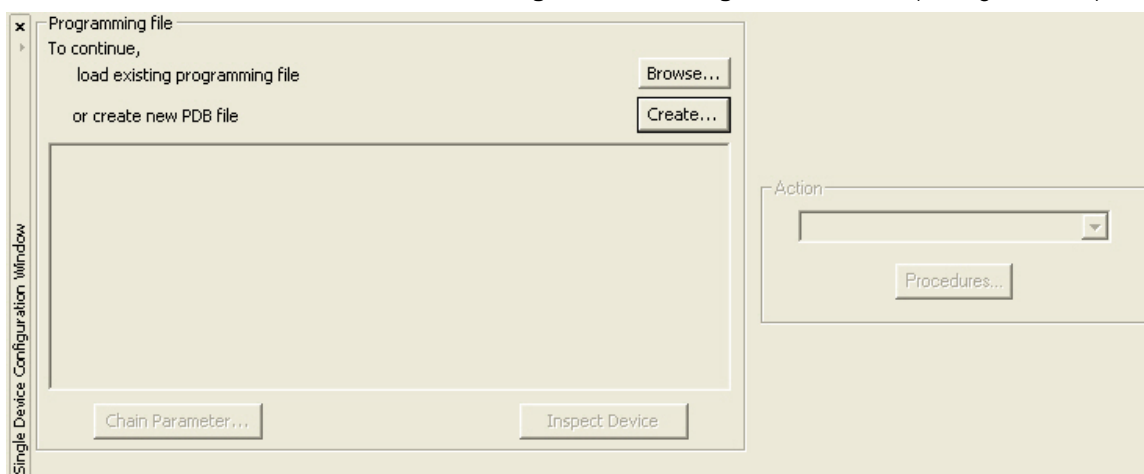 Programming file
To continue,
load existing programming file
Browse...
or create new PDB file
Create...
Action
Procedures...
Chain Parameter...
Inspect Device
Single Device Configuration Window